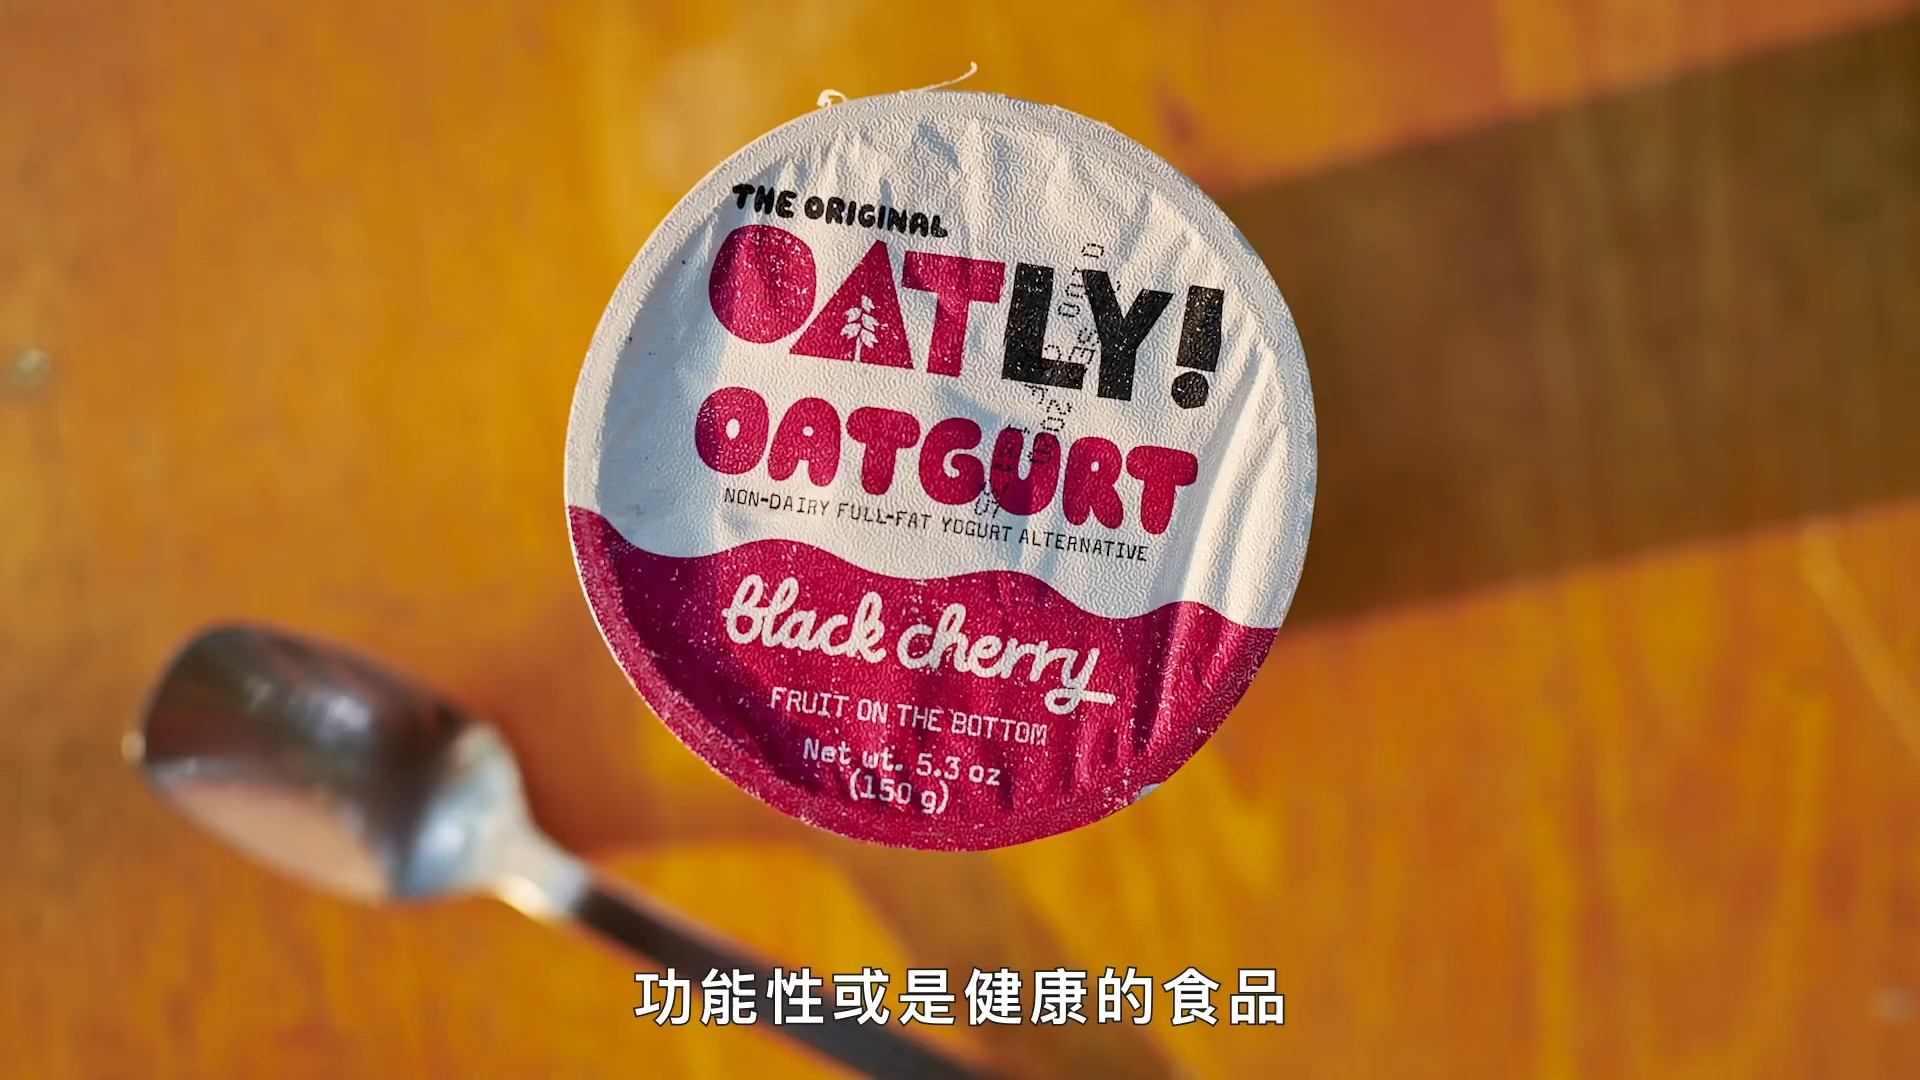 THE ORIGINAL
OATLY!
OATGURT
NON-DAIRY FULL-FAT YOGURT ALTERNATIVE
black cherry
FRUIT ON THE BOTTOM
Net wt. 5.3 oz
(150 g)
功能性或是健康的食品